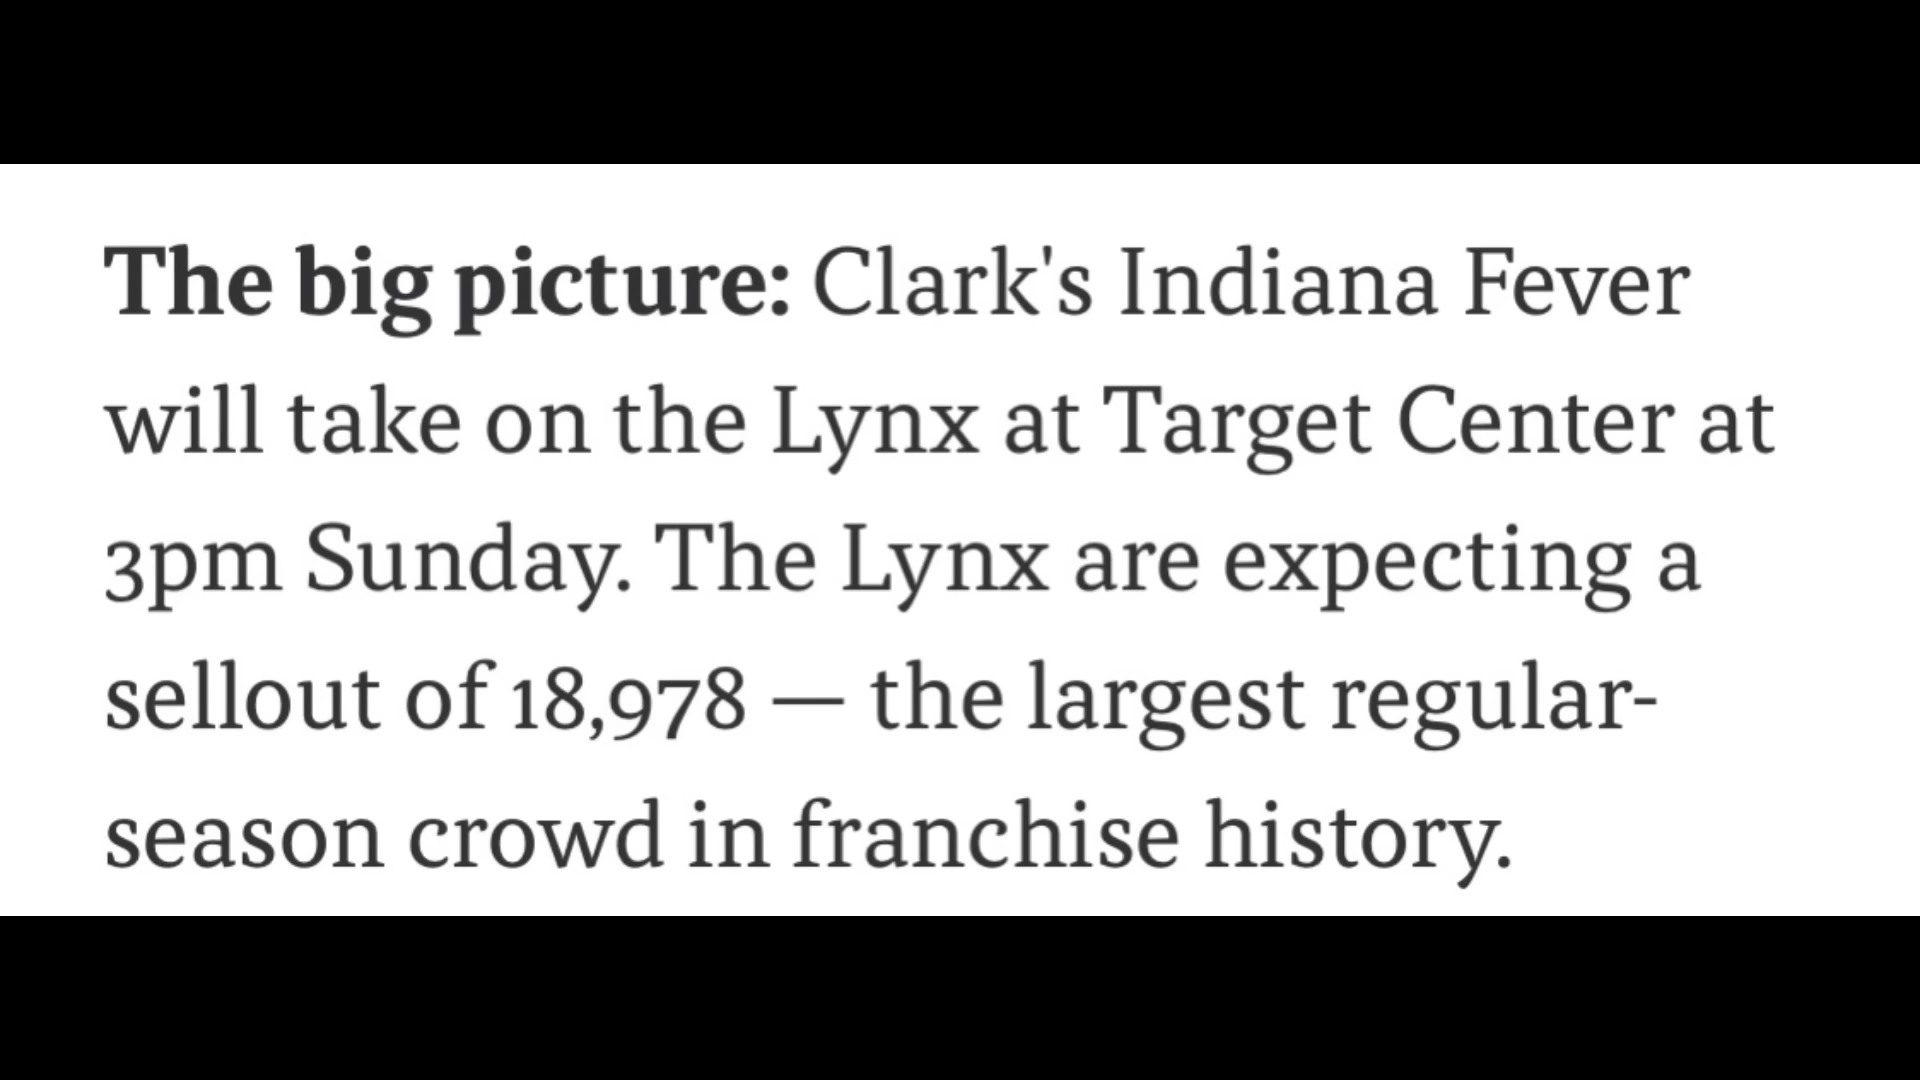 The big picture: Clark's Indiana Fever
will take on the Lynx at Target Center at
3pm Sunday. The Lynx are expecting a
sellout of 18,978 — the largest regular-
season crowd in franchise history.